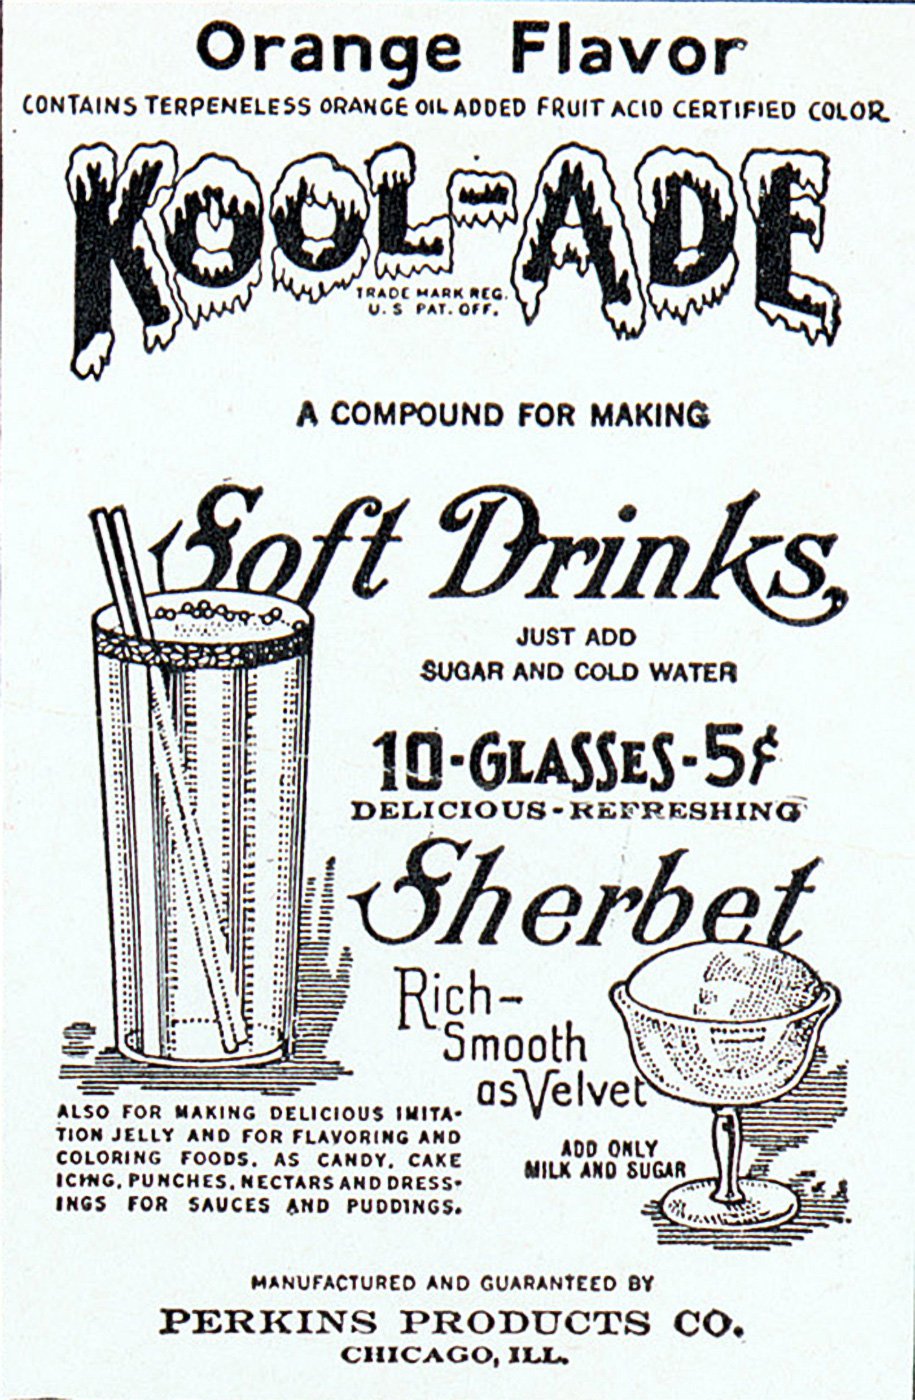 Orange Flavor
CONTAINS TERPENELESS ORANGE OIL ADDED FRUIT ACID CERTIFIED COLOR
KOOL-ADE
TRADE MARK REG.
U.S PAT. OFF.
A COMPOUND FOR MAKING
Soft Drinks,
JUST ADD
SUGAR AND COLD WATER
10-GLASSES-5¢
DELICIOUS-REFRESHING
Sherbet
Rich-
Smooth
as Velvet
ADD ONLY
MILK AND SUGAR
ALSO FOR MAKING DELICIOUS IMITA-
TION JELLY AND FOR FLAVORING AND
COLORING FOODS. AS CANDY. CAKE
ICING, PUNCHES, NECTARS AND DRESS-
INGS FOR SAUCES AND PUDDINGS.
MANUFACTURED AND GUARANTEED BY
PERKINS PRODUCTS CO.
CHICAGO, ILL.